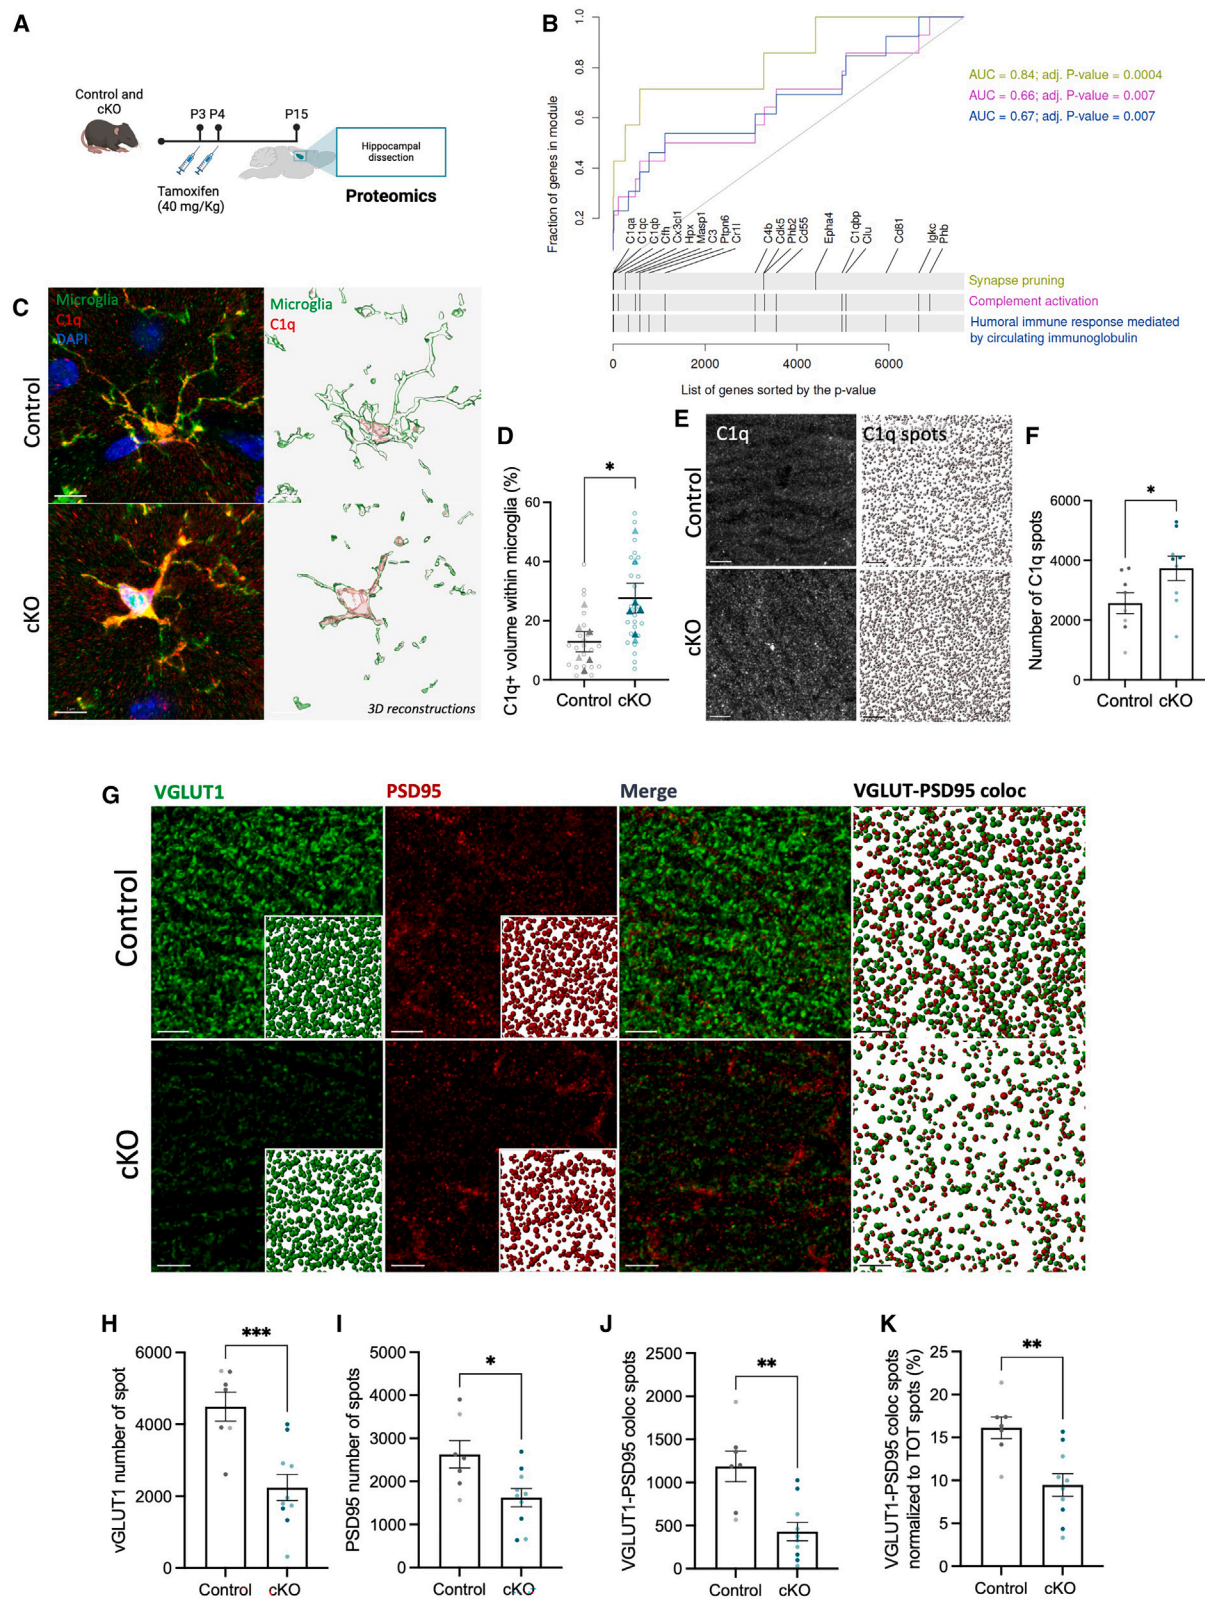 A
Control and
cKO
P3 P4
P15
Tamoxifen
(40 mg/Kg)
Hippocampal
dissection
Proteomics
B
Fraction of genes in module
1.0
0.8
0.6
0.4
0.2
AUC = 0.84; adj. P-value = 0.0004
AUC = 0.66; adj. P-value = 0.007
AUC = 0.67; adj. P-value = 0.007
C1qa
C1qc
C1qb
Cfh
Cx3cl1
Hpx
Masp1
C3
Ptpn6
Cr1l
C4b
Cdk5
Phb2
Cd55
Epha4
C1qbp
Clu
Cd81
Igkc
Phb
Synapse pruning
Complement activation
Humoral immune response mediated
by circulating immunoglobulin
0
2000
4000
6000
List of genes sorted by the p-value
C
Microglia
C1q
DAPI
Microglia
C1q
Control
cKO
3D reconstructions
D
C1q+ volume within microglia (%)
60
40
20
0
*
Control cKO
E
C1q
C1q spots
Control
cKO
F
Number of C1q spots
6000
4000
2000
0
*
Control cKO
G
VGLUT1
PSD95
Merge
VGLUT-PSD95 coloc
Control
cKO
H
vGLUT1 number of spot
6000
4000
2000
0
***
Control cKO
I
PSD95 number of spots
5000
4000
3000
2000
1000
0
*
Control cKO
J
VGLUT1-PSD95 coloc spots
2500
2000
1500
1000
500
0
**
Control cKO
K
VGLUT1-PSD95 coloc spots
normalized to TOT spots (%)
25
20
15
10
5
0
**
Control cKO